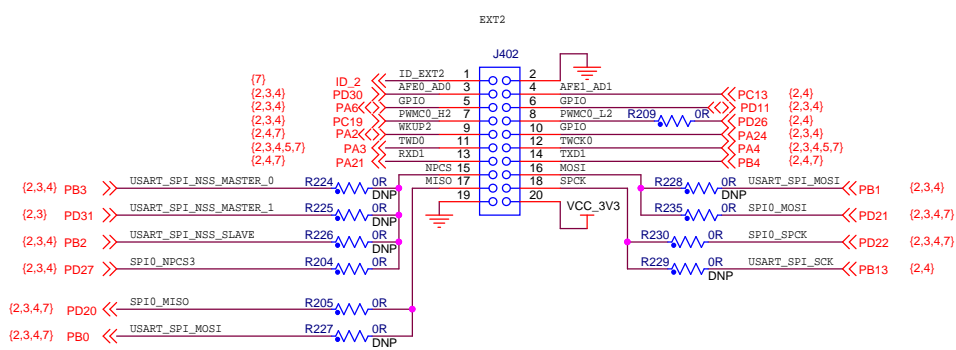 EXT2
J402
{7} ID_2 ID_EXT2 1 2
{2,3,4} PD30 AFE0_AD0 3 4 AFE1_AD1 PC13 {2,4}
{2,3,4} PA6 GPIO 5 6 GPIO PD11 {2,3,4}
{2,3,4} PC19 PWMC0_H2 7 8 PWMC0_L2 R209 0R PD26 {2,4}
{2,4,7} PA2 WKUP2 9 10 GPIO PA24 {2,3,4}
{2,3,4,5,7} PA3 TWD0 11 12 TWCK0 PA4 {2,3,4,5,7}
{2,4,7} PA21 RXD1 13 14 TXD1 PB4 {2,4,7}
NPCS 15 16 MOSI
{2,3,4} PB3 USART_SPI_NSS_MASTER_0 R224 0R DNP MISO 17 18 SPCK R228 0R DNP USART_SPI_MOSI PB1 {2,3,4}
19 20 VCC_3V3
{2,3} PD31 USART_SPI_NSS_MASTER_1 R225 0R DNP R235 0R SPI0_MOSI PD21 {2,3,4,7}
{2,3,4} PB2 USART_SPI_NSS_SLAVE R226 0R DNP R230 0R SPI0_SPCK PD22 {2,3,4,7}
{2,3,4} PD27 SPI0_NPCS3 R204 0R R229 0R DNP USART_SPI_SCK PB13 {2,4}
{2,3,4,7} PD20 SPI0_MISO R205 0R
{2,3,4,7} PB0 USART_SPI_MOSI R227 0R DNP